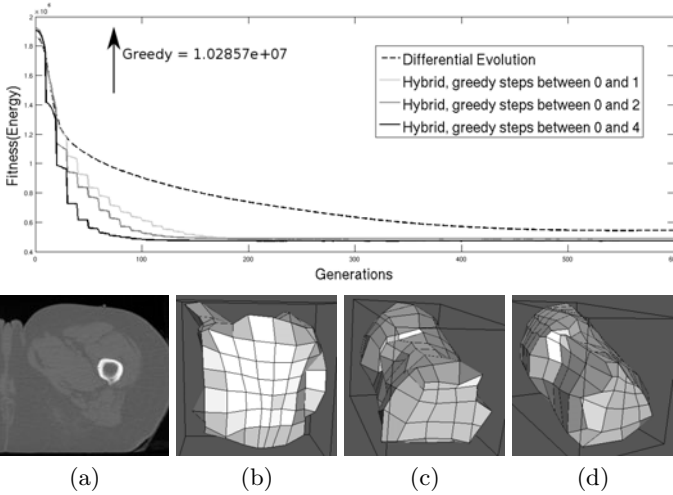 x 10⁴
2
1.8
1.6
1.4
1.2
1
0.8
0.6
0.4
Fitness(Energy)
Greedy = 1.02857e+07
Differential Evolution
Hybrid, greedy steps between 0 and 1
Hybrid, greedy steps between 0 and 2
Hybrid, greedy steps between 0 and 4
0
100
200
300
400
500
600
Generations
(a)
(b)
(c)
(d)